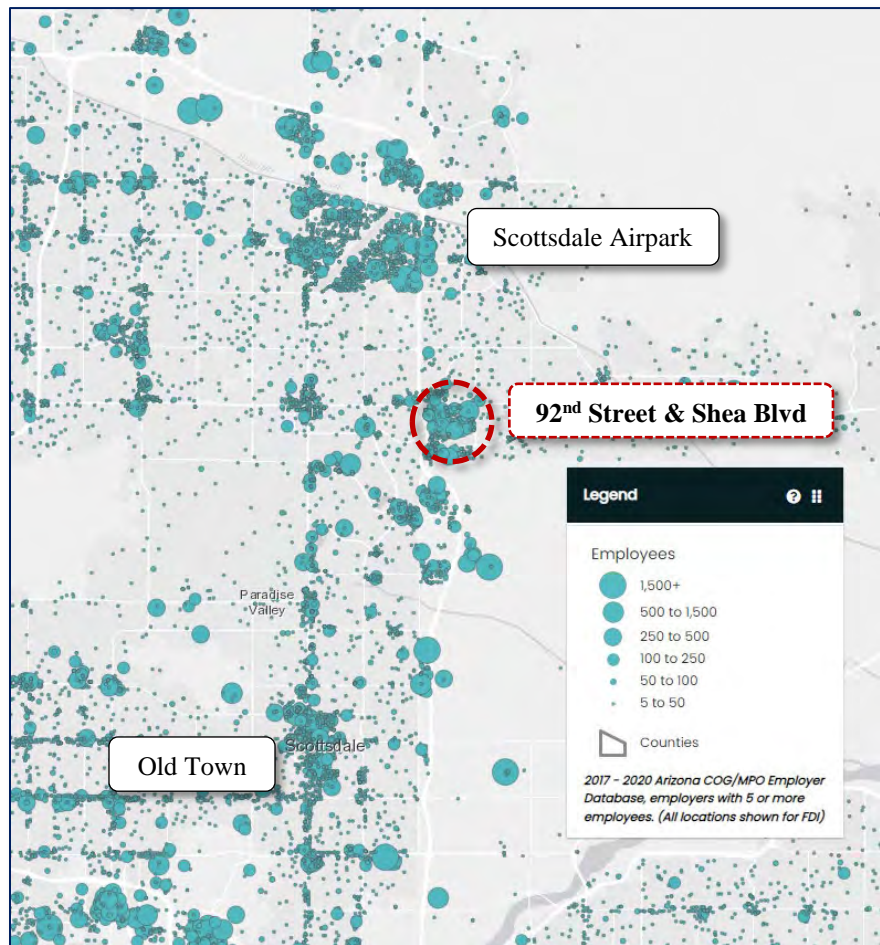 Scottsdale Airpark
92nd Street & Shea Blvd
Legend
Employees
1,500+
500 to 1,500
250 to 500
100 to 250
50 to 100
5 to 50
Counties
2017 - 2020 Arizona COG/MPO Employer
Database, employers with 5 or more
employees. (All locations shown for FDI)
Paradise
Valley
Scottsdale
Old Town